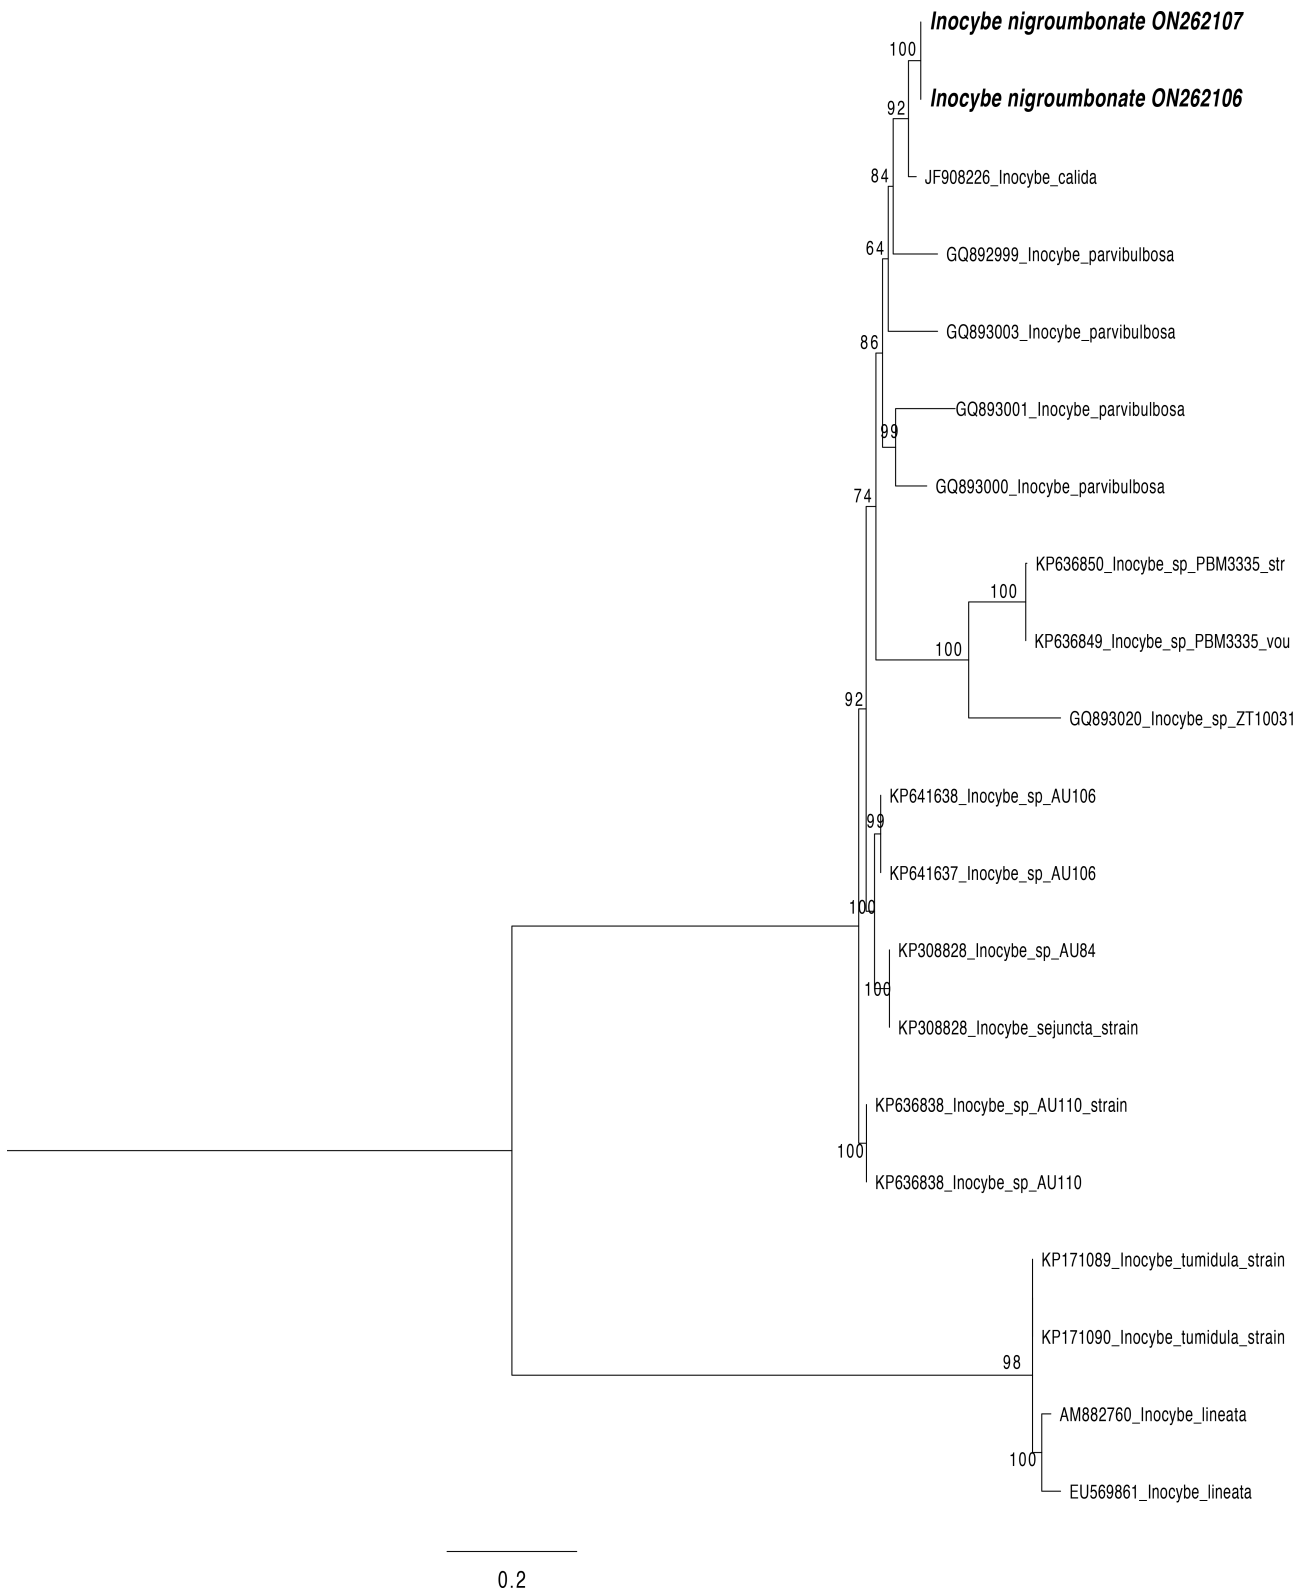 Inocybe nigroumbonate ON262107
100
Inocybe nigroumbonate ON262106
92
84
JF908226_Inocybe_calida
64
GQ892999_Inocybe_parvibulbosa
GQ893003_Inocybe_parvibulbosa
86
GQ893001_Inocybe_parvibulbosa
99
GQ893000_Inocybe_parvibulbosa
74
KP636850_Inocybe_sp_PBM3335_str
100
KP636849_Inocybe_sp_PBM3335_vou
100
92
GQ893020_Inocybe_sp_ZT10031
KP641638_Inocybe_sp_AU106
99
KP641637_Inocybe_sp_AU106
100
KP308828_Inocybe_sp_AU84
100
KP308828_Inocybe_sejuncta_strain
KP636838_Inocybe_sp_AU110_strain
100
KP636838_Inocybe_sp_AU110
KP171089_Inocybe_tumidula_strain
KP171090_Inocybe_tumidula_strain
98
AM882760_Inocybe_lineata
100
EU569861_Inocybe_lineata
0.2